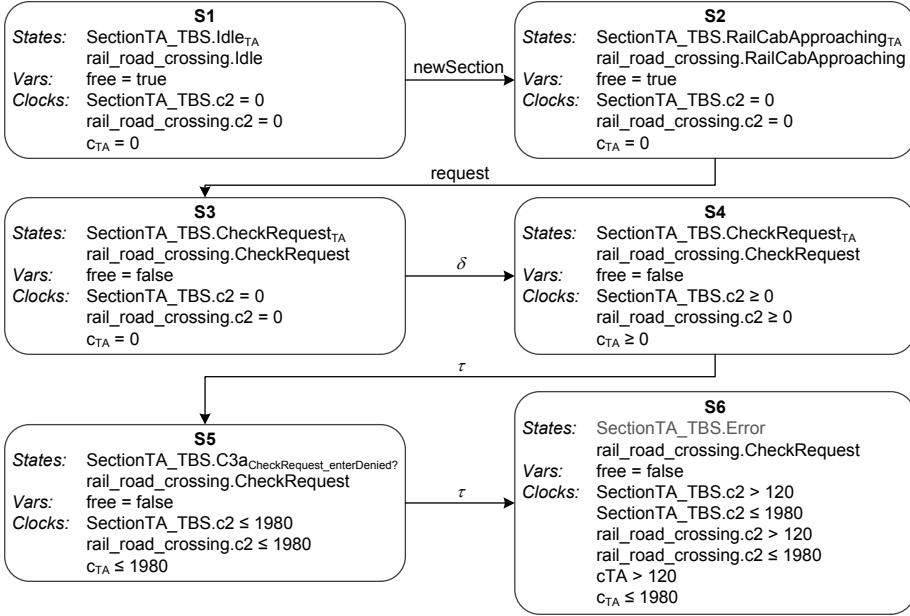 S1
States: SectionTA_TBS.IdleTA
rail_road_crossing.Idle
Vars: free = true
Clocks: SectionTA_TBS.c2 = 0
rail_road_crossing.c2 = 0
cTA = 0
newSection
S2
States: SectionTA_TBS.RailCabApproachingTA
rail_road_crossing.RailCabApproaching
Vars: free = true
Clocks: SectionTA_TBS.c2 = 0
rail_road_crossing.c2 = 0
cTA = 0
request
S3
States: SectionTA_TBS.CheckRequestTA
rail_road_crossing.CheckRequest
Vars: free = false
Clocks: SectionTA_TBS.c2 = 0
rail_road_crossing.c2 = 0
cTA = 0
δ
S4
States: SectionTA_TBS.CheckRequestTA
rail_road_crossing.CheckRequest
Vars: free = false
Clocks: SectionTA_TBS.c2 ≥ 0
rail_road_crossing.c2 ≥ 0
cTA ≥ 0
τ
S5
States: SectionTA_TBS.C3aCheckRequest_enterDenied?
rail_road_crossing.CheckRequest
Vars: free = false
Clocks: SectionTA_TBS.c2 ≤ 1980
rail_road_crossing.c2 ≤ 1980
cTA ≤ 1980
τ
S6
States: SectionTA_TBS.Error
rail_road_crossing.CheckRequest
Vars: free = false
Clocks: SectionTA_TBS.c2 > 120
SectionTA_TBS.c2 ≤ 1980
rail_road_crossing.c2 > 120
rail_road_crossing.c2 ≤ 1980
cTA > 120
cTA ≤ 1980